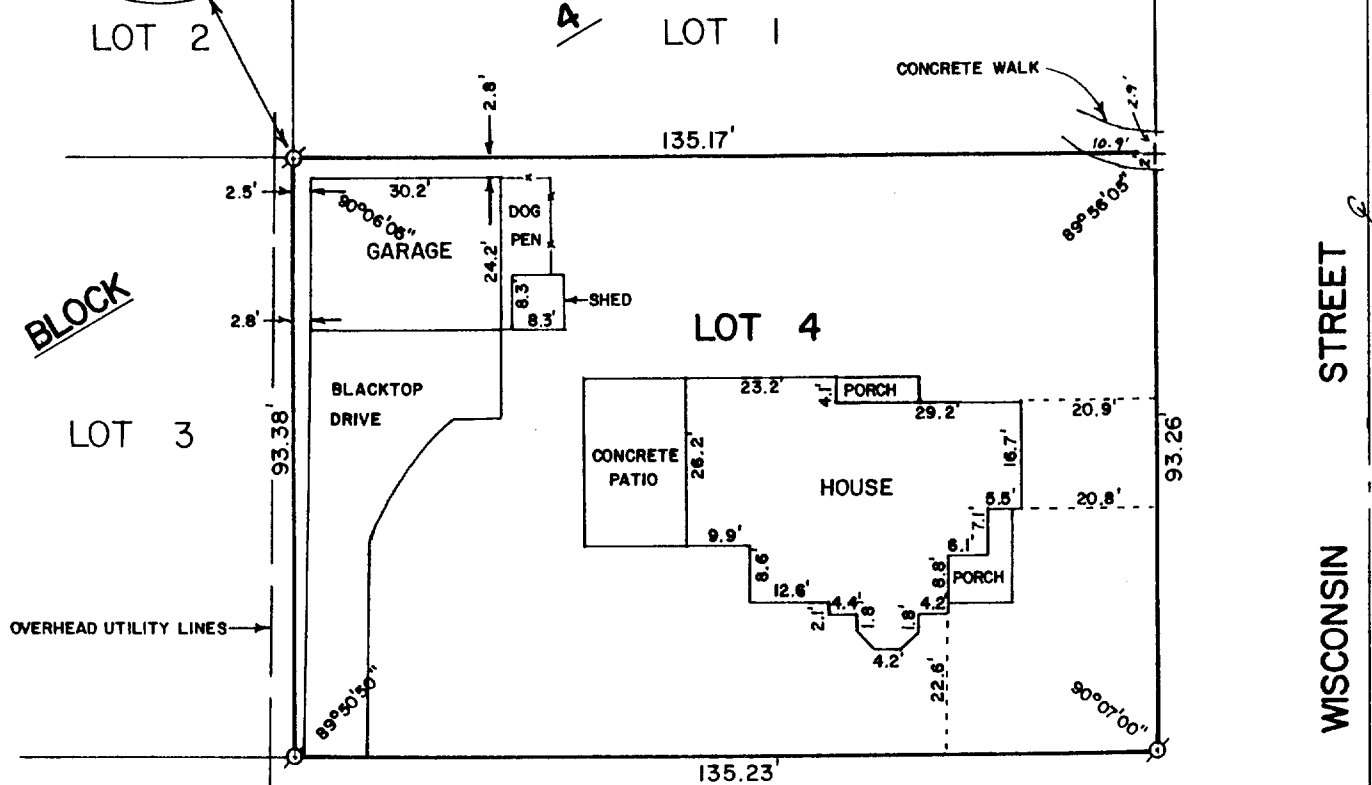 LOT 2
4
LOT 1
CONCRETE WALK
2.9'
2.8'
135.17'
10.9'
2.5'
30.2'
90°06'05"
GARAGE
24.2'
DOG
PEN
89°56'05"
8.3'
SHED
8.3'
BLOCK
2.8'
LOT 4
STREET
BLACKTOP
DRIVE
23.2'
4.1'
PORCH
29.2'
20.9'
LOT 3
93.38'
CONCRETE
PATIO
26.2'
HOUSE
16.7'
93.26'
5.5'
20.8'
7.1'
9.9'
8.6'
6.1'
8.8'
PORCH
12.6'
4.4'
4.2'
2.1'
1.8'
1.8'
4.2'
OVERHEAD UTILITY LINES
22.6'
89°50'50"
90°07'00"
WISCONSIN
135.23'